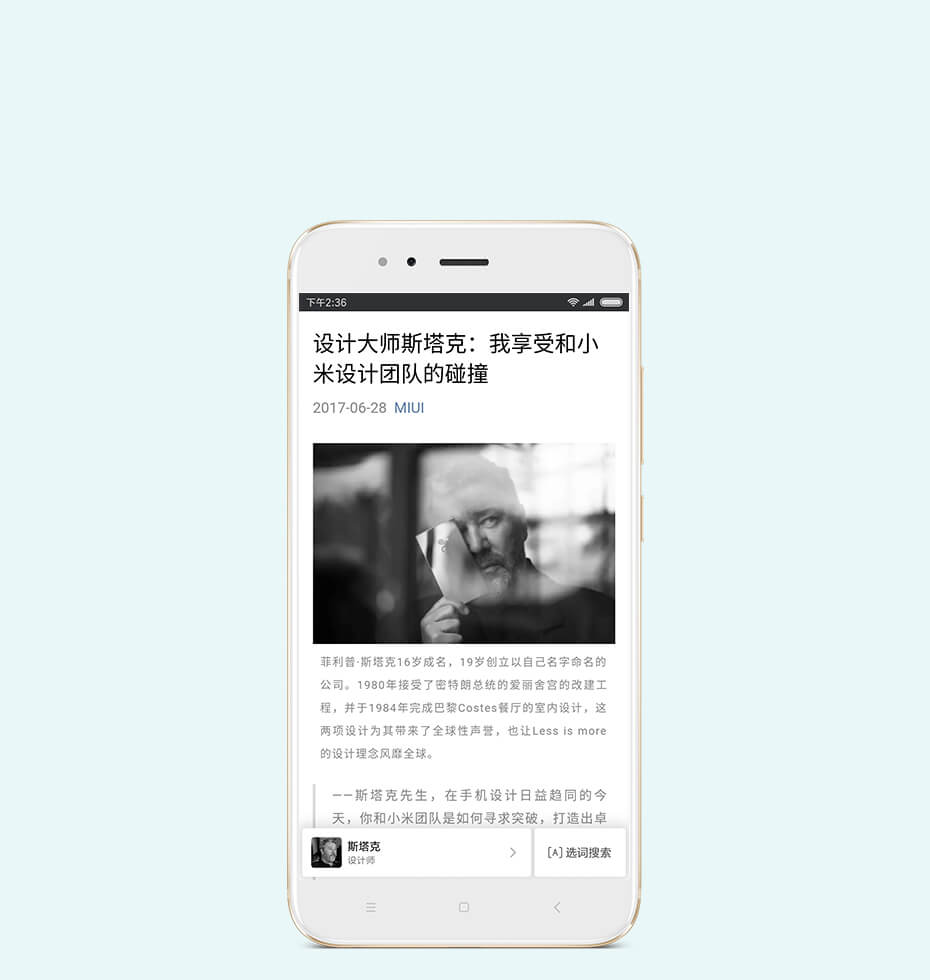 下午2:36
设计大师斯塔克：我享受和小
米设计团队的碰撞
2017-06-28 MIUI
菲利普·斯塔克16岁成名，19岁创立以自己名字命名的
公司。1980年接受了密特朗总统的爱丽舍宫的改建工
程，并于1984年完成巴黎Costes餐厅的室内设计，这
两项设计为其带来了全球性声誉，也让Less is more
的设计理念风靡全球。
——斯塔克先生，在手机设计日益趋同的今
天，你和小米团队是如何寻求突破，打造出卓
斯塔克
设计师
[A] 选词搜索